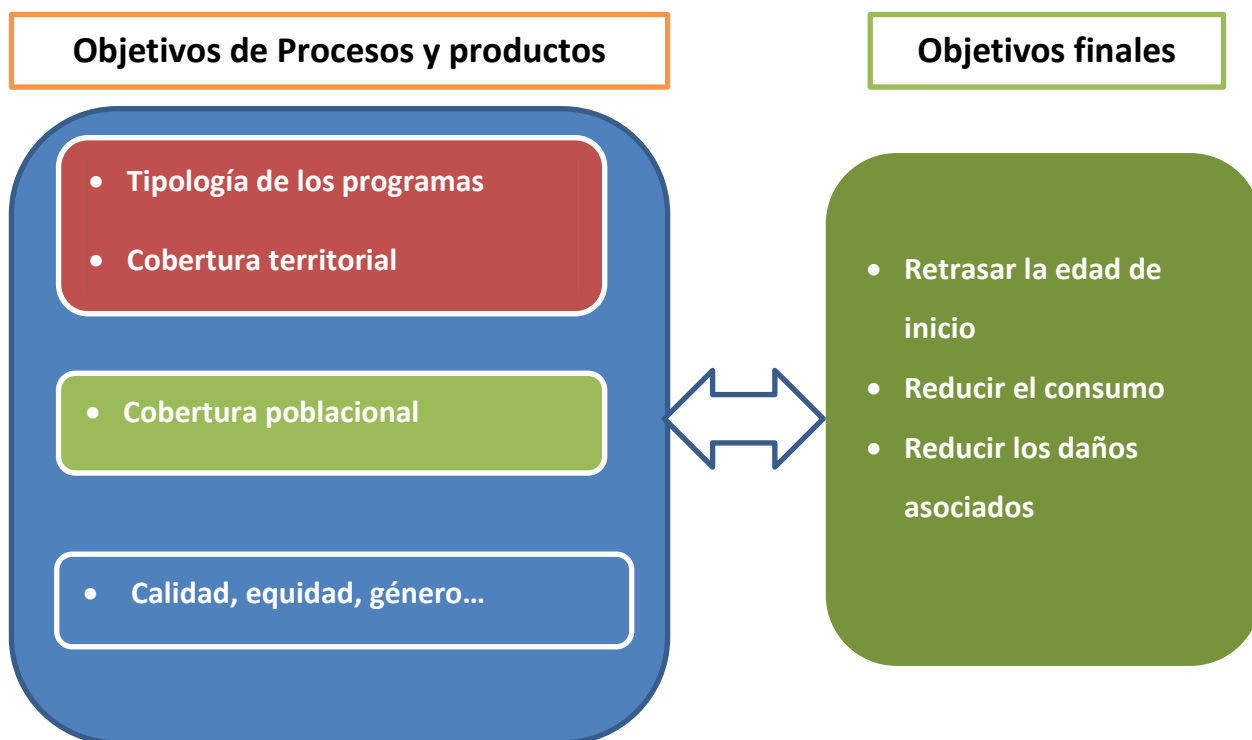 Objetivos de Procesos y productos
Objetivos finales
• Tipología de los programas
• Cobertura territorial
• Cobertura poblacional
• Calidad, equidad, género…
• Retrasar la edad de
inicio
• Reducir el consumo
• Reducir los daños
asociados